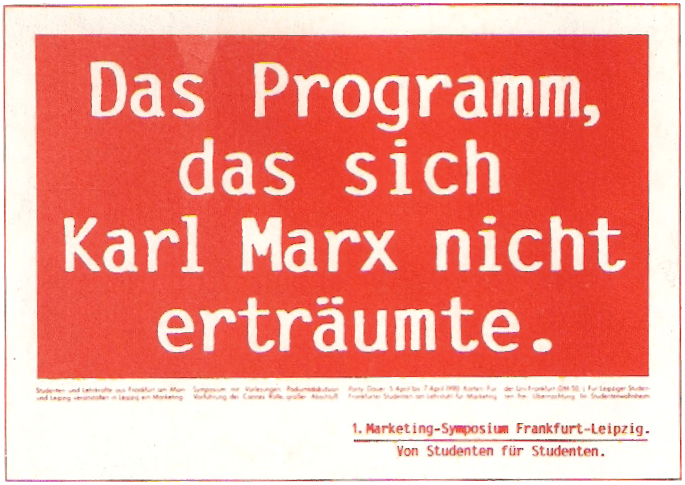 Das Programm,
das sich
Karl Marx nicht
erträumte.
Studenten und Lehrkräfte aus Frankfurt am Main
und Leipzig veranstalten in Leipzig ein Marketing-
Symposium mit Vorlesungen, Podiumsdiskussion
Vorführung der Cannes Rolle, großer Abschluß
Party. Dauer: 5. April bis 7. April 1990. Karten: Für
Frankfurter Studenten am Lehrstuhl für Marketing
der Uni Frankfurt (DM 50,-). Für Leipziger Studen-
ten frei. Übernachtung: Im Studentenwohnheim
1. Marketing-Symposium Frankfurt-Leipzig.
Von Studenten für Studenten.